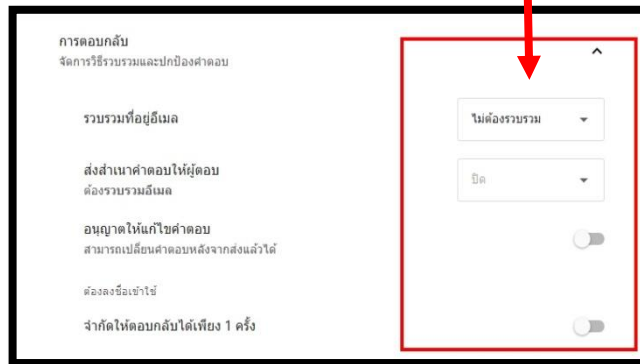 การตอบกลับ
จัดการวิธีรวบรวมและปกป้องคำตอบ
รวบรวมที่อยู่อีเมล
ไม่ต้องรวบรวม
ส่งสำเนาคำตอบให้ผู้ตอบ
ปิด
ต้องรวบรวมอีเมล
อนุญาตให้แก้ไขคำตอบ
สามารถเปลี่ยนคำตอบหลังจากส่งแล้วได้
ต้องลงชื่อเข้าใช้
จำกัดให้ตอบกลับได้เพียง 1 ครั้ง